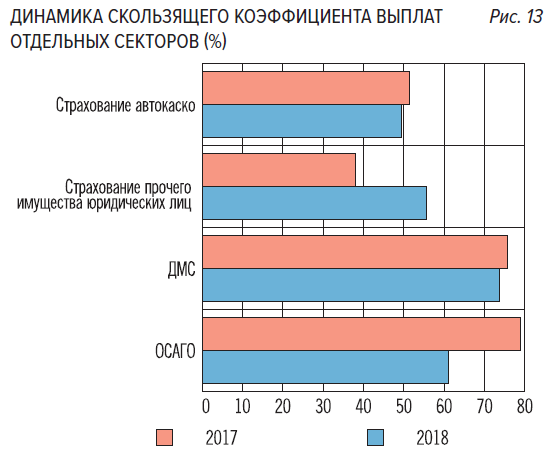 ДИНАМИКА СКОЛЬЗЯЩЕГО КОЭФФИЦИЕНТА ВЫПЛАТ Рис. 13
ОТДЕЛЬНЫХ СЕКТОРОВ (%)
Страхование автокаско
Страхование прочего
имущества юридических лиц
ДМС
ОСАГО
0 10 20 30 40 50 60 70 80
2017 2018